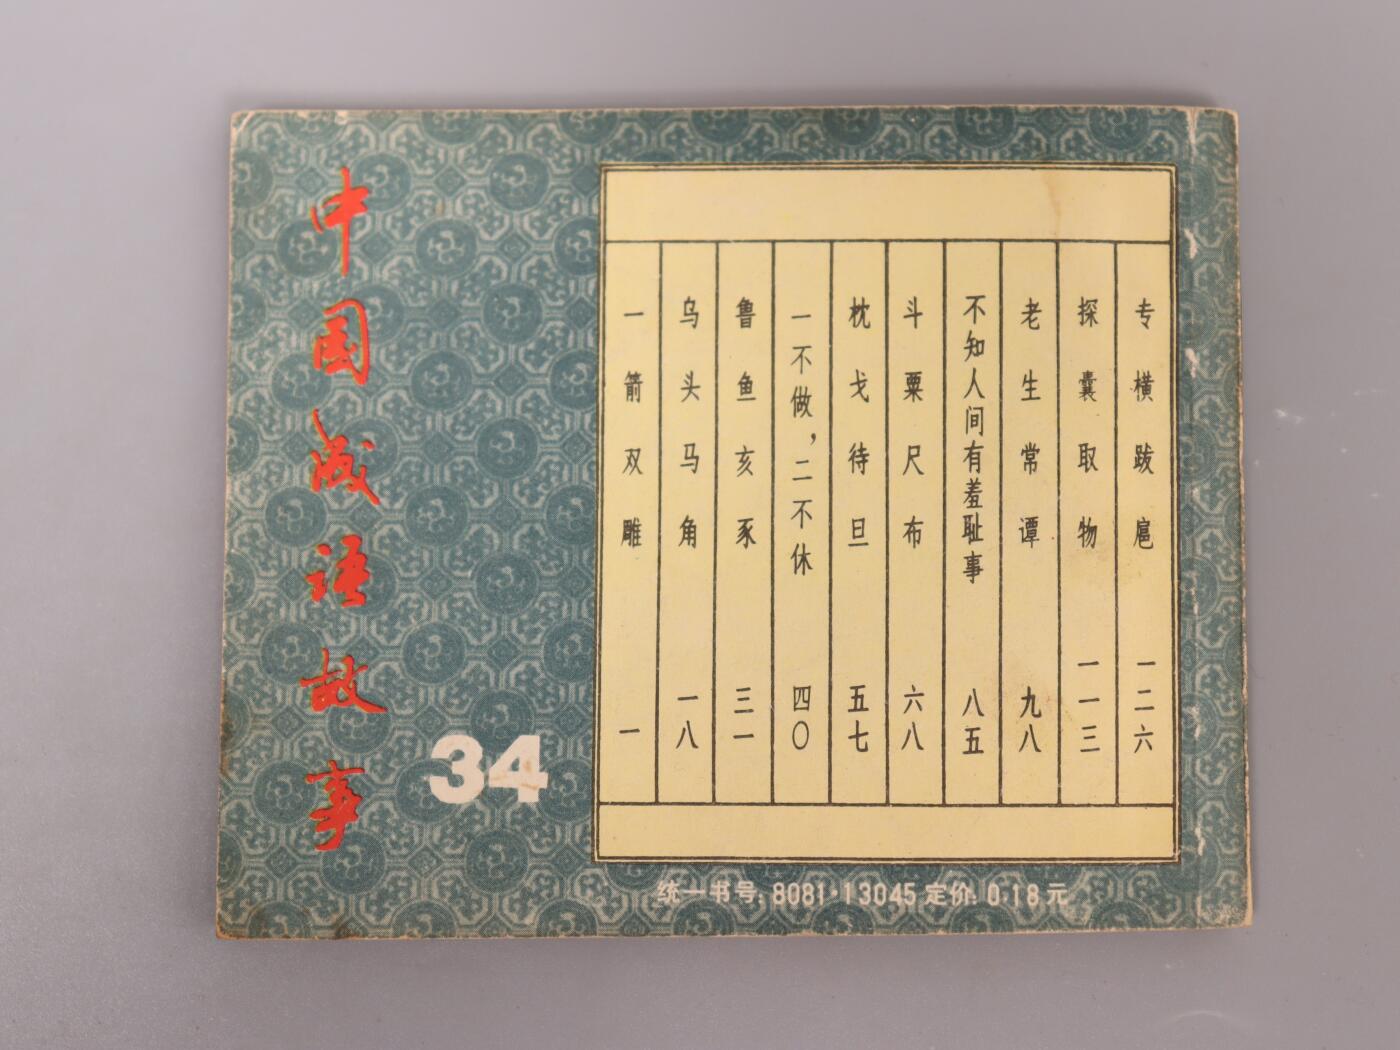 中国成语故事
34
一箭双雕 一
乌头马角 一八
鲁鱼亥豕 三一
一不做，二不休 四〇
枕戈待旦 五七
斗粟尺布 六八
不知人间有羞耻事 八五
老生常谭 九八
探囊取物 一一三
专横跋扈 一二六
统一书号: 8081·13045 定价: 0.18元